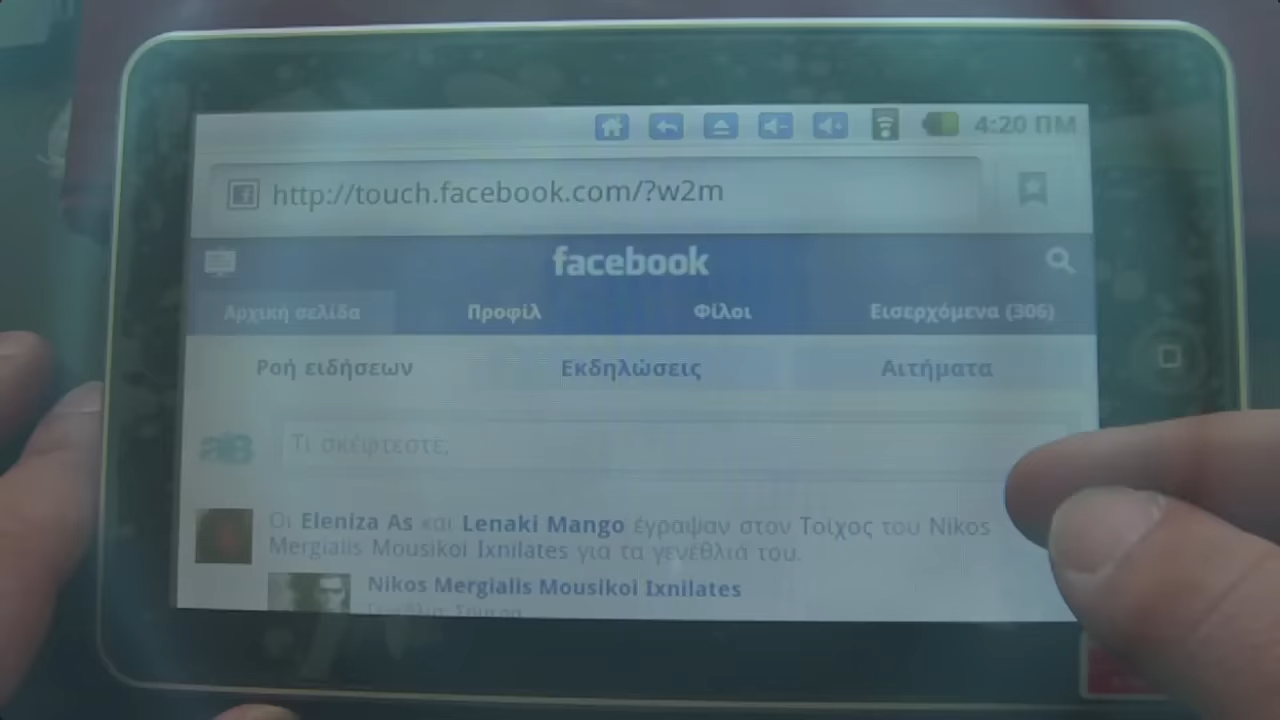 4:20 ΠΜ
http://touch.facebook.com/?w2m
facebook
Αρχική σελίδα Προφίλ Φίλοι Εισερχόμενα (306)
Ροή ειδήσεων Εκδηλώσεις Αιτήματα
Τι σκέφτεστε;
Οι Eleniza As και Lenaki Mango έγραψαν στον Τοίχος του Nikos
Mergialis Mousikoi Ixnilates για τα γενέθλιά του.
Nikos Mergialis Mousikoi Ixnilates